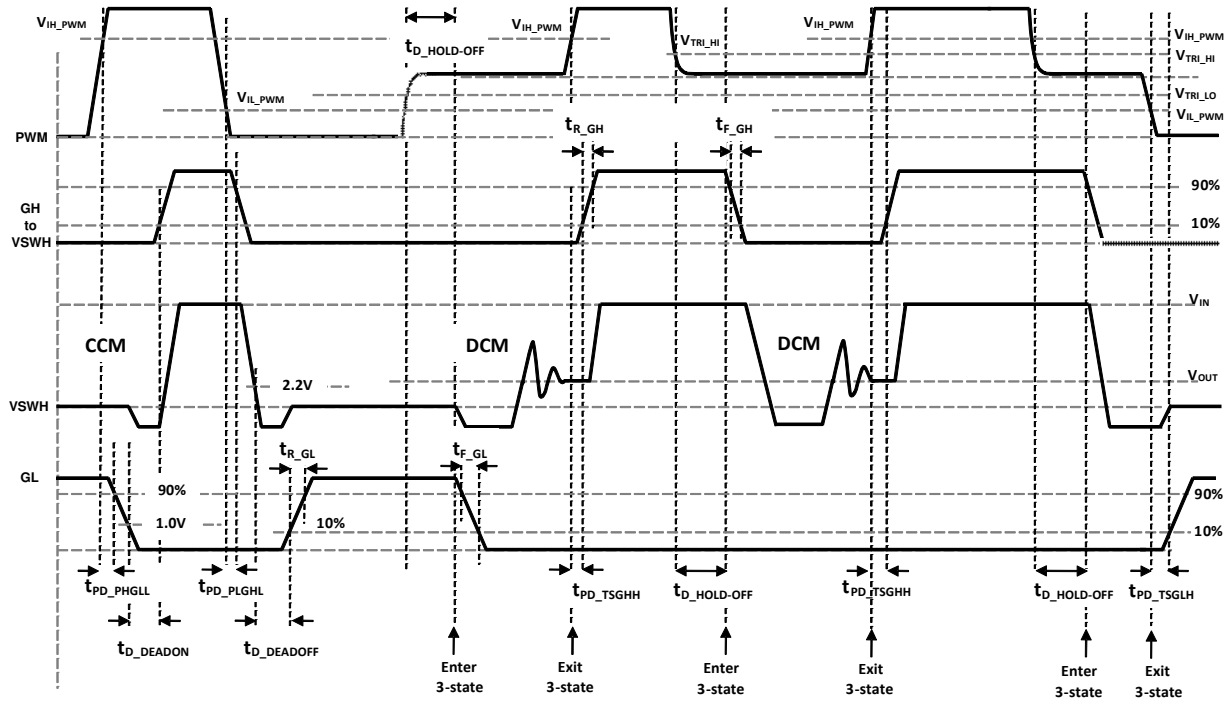 VIH_PWM
tD_HOLD-OFF
VIH_PWM
VTRI_HI
VIH_PWM
VIH_PWM
VTRI_HI
VIL_PWM
VTRI_LO
VIL_PWM
PWM
tR_GH
tF_GH
90%
GH
to
VSWH
10%
VIN
CCM
DCM
DCM
2.2V
VOUT
VSWH
tR_GL
tF_GL
GL
90%
90%
1.0V
10%
10%
tPD_PHGLL
tPD_PLGHL
tPD_TSGHH
tD_HOLD-OFF
tPD_TSGHH
tD_HOLD-OFF
tPD_TSGLH
tD_DEADON
tD_DEADOFF
Enter
3-state
Exit
3-state
Enter
3-state
Exit
3-state
Enter
3-state
Exit
3-state